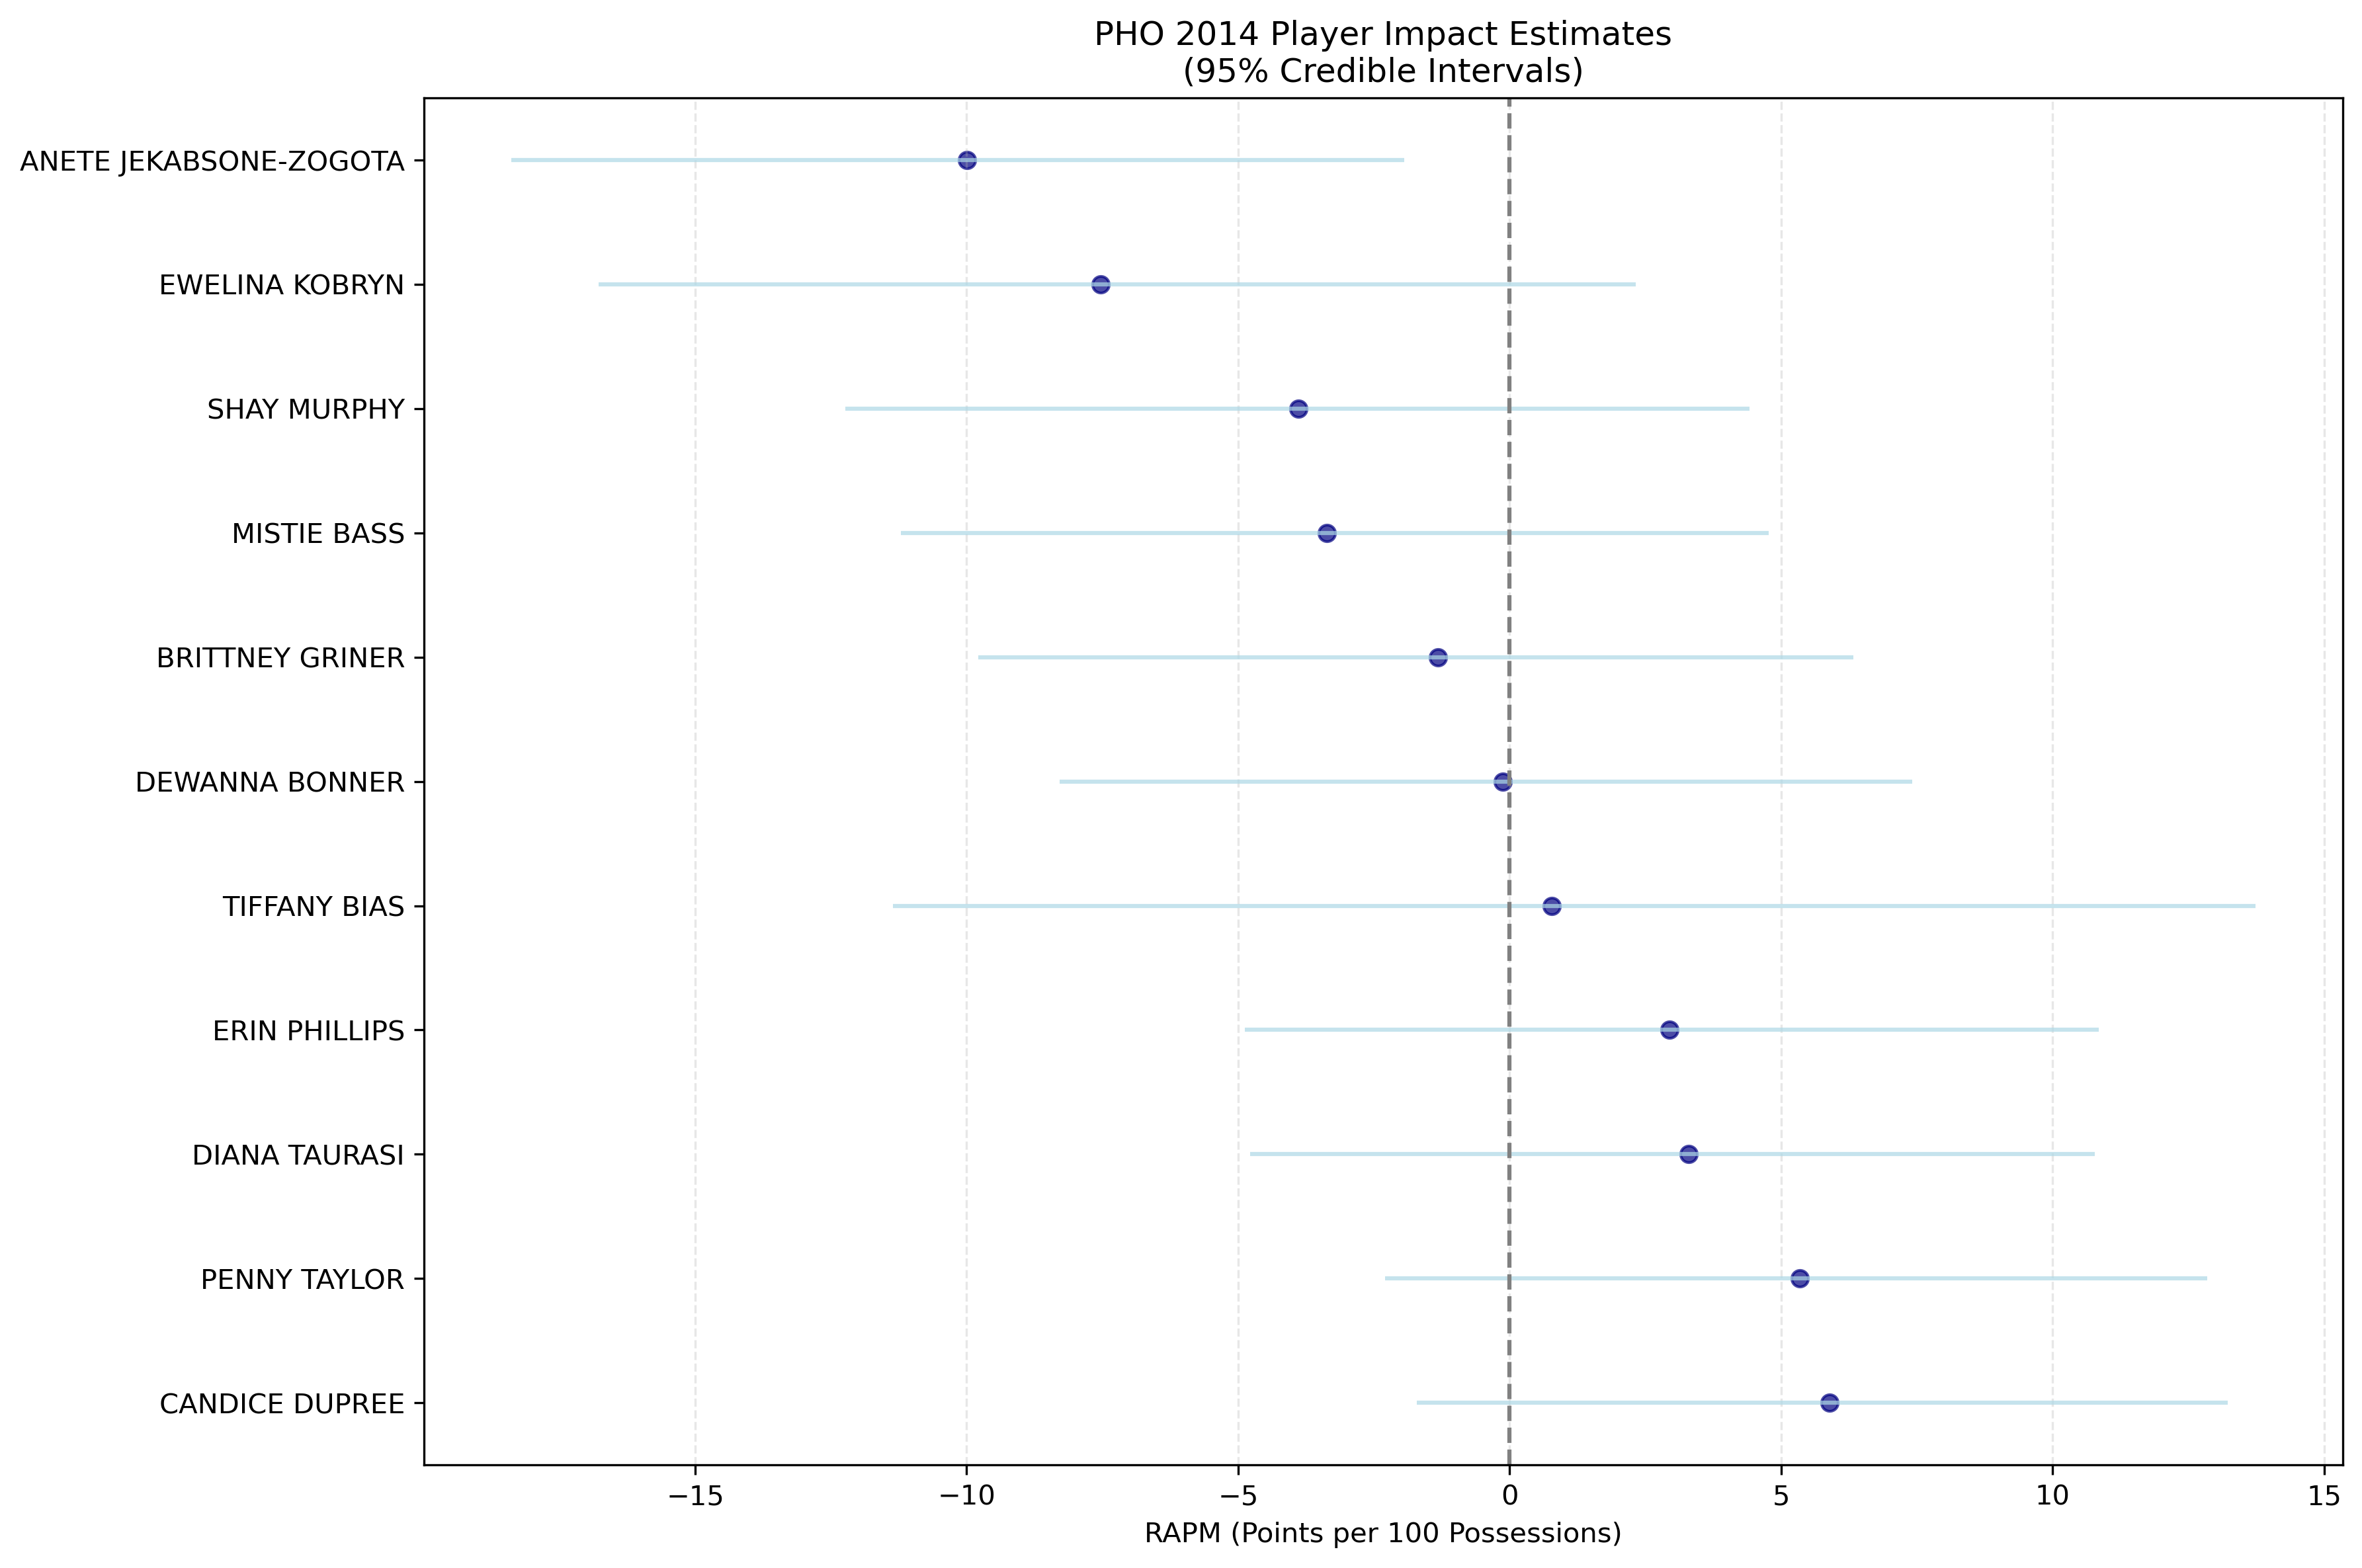 PHO 2014 Player Impact Estimates
(95% Credible Intervals)
ANETE JEKABSONE-ZOGOTA
EWELINA KOBRYN
SHAY MURPHY
MISTIE BASS
BRITTNEY GRINER
DEWANNA BONNER
TIFFANY BIAS
ERIN PHILLIPS
DIANA TAURASI
PENNY TAYLOR
CANDICE DUPREE
−15 −10 −5 0 5 10 15
RAPM (Points per 100 Possessions)